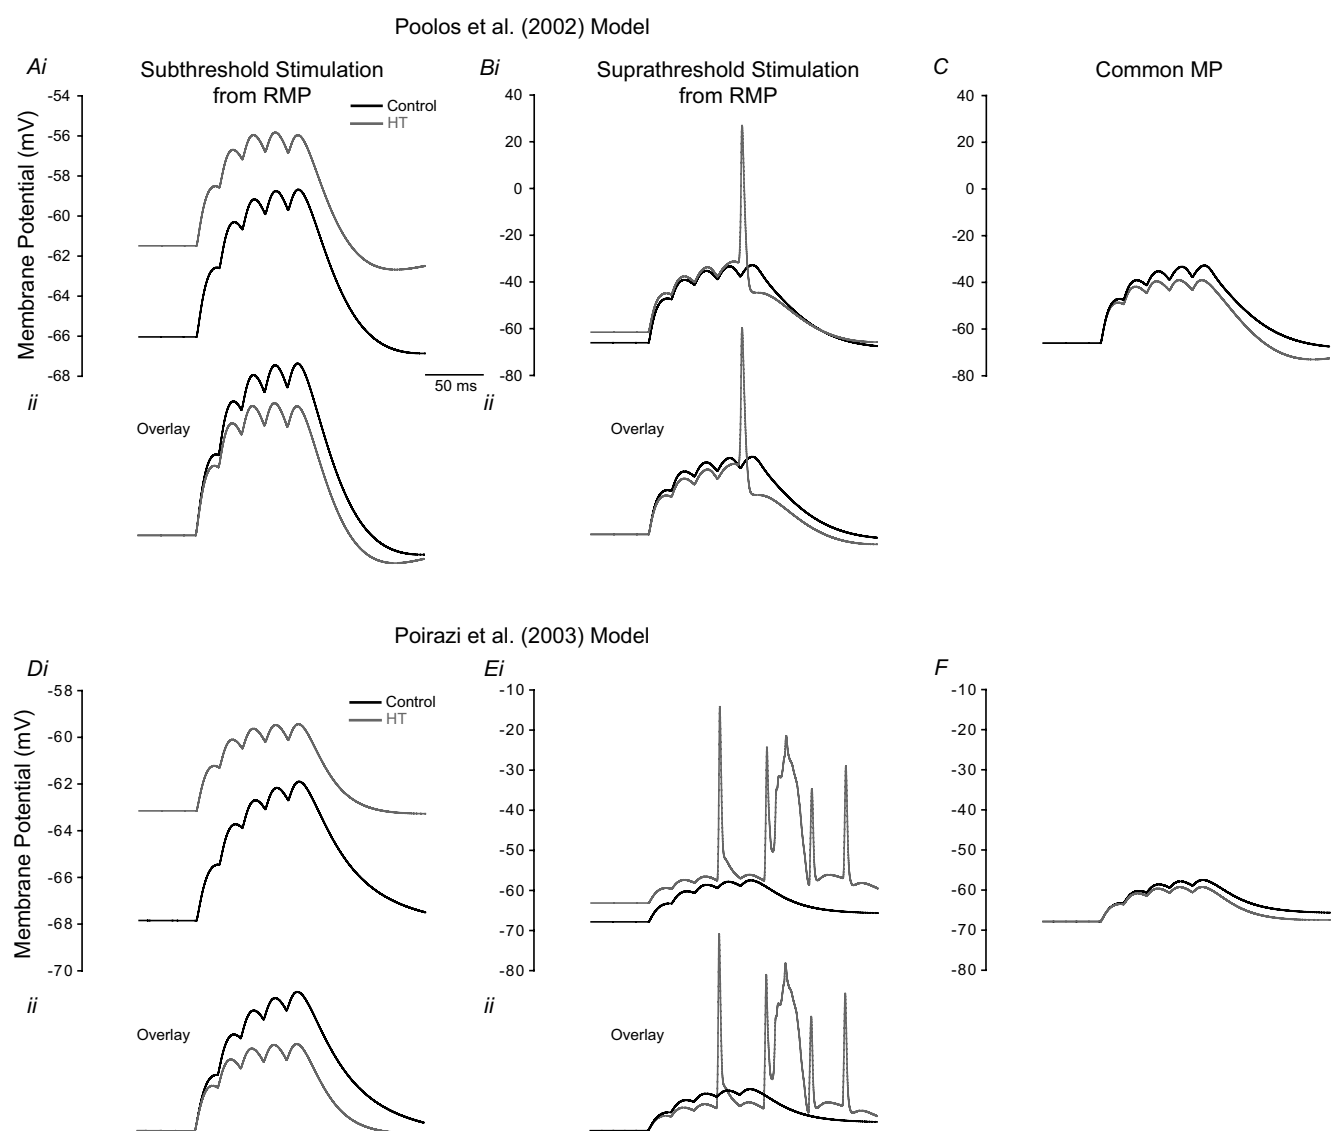 Poolos et al. (2002) Model
Ai
Subthreshold Stimulation
from RMP
Bi
Suprathreshold Stimulation
from RMP
C
Common MP
Membrane Potential (mV)
-54
-56
-58
-60
-62
-64
-66
-68
Control
HT
40
20
0
-20
-40
-60
-80
40
20
0
-20
-40
-60
-80
50 ms
ii
Overlay
ii
Overlay
Poirazi et al. (2003) Model
Di
Ei
F
Membrane Potential (mV)
-58
-60
-62
-64
-66
-68
-70
Control
HT
-10
-20
-30
-40
-50
-60
-70
-80
-10
-20
-30
-40
-50
-60
-70
-80
ii
Overlay
ii
Overlay